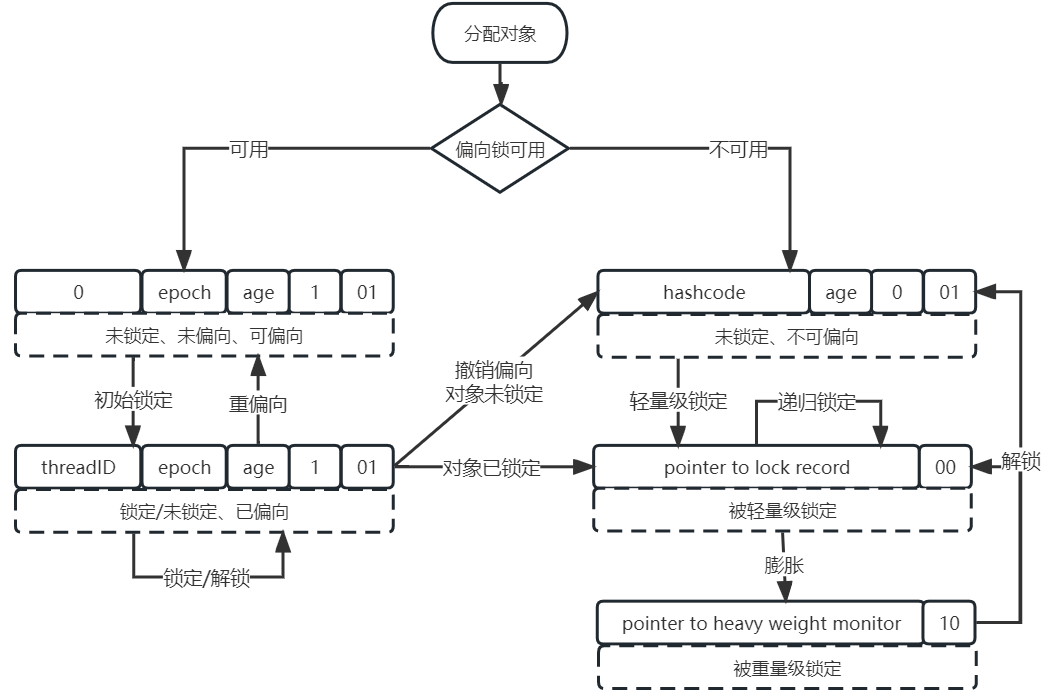 分配对象
偏向锁可用
可用
不可用
0 epoch age 1 01
未锁定、未偏向、可偏向
hashcode age 0 01
未锁定、不可偏向
初始锁定
重偏向
撤销偏向
对象未锁定
轻量级锁定
递归锁定
threadID epoch age 1 01
锁定/未锁定、已偏向
对象已锁定
pointer to lock record 00
被轻量级锁定
解锁
锁定/解锁
膨胀
pointer to heavy weight monitor 10
被重量级锁定